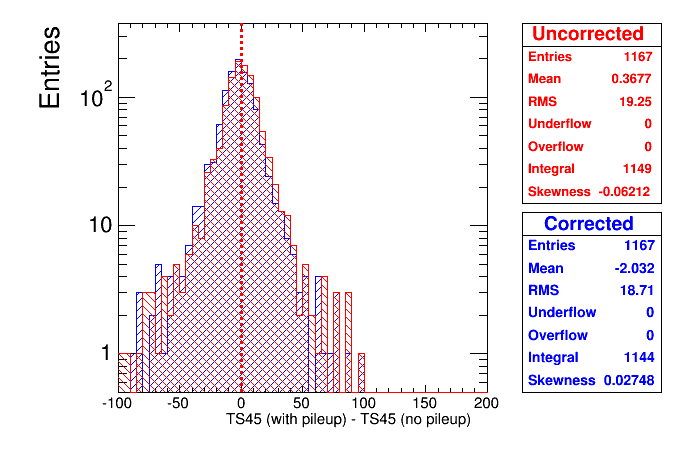 Entries
10²
10
1
-100 -50 0 50 100 150 200
TS45 (with pileup) - TS45 (no pileup)
Uncorrected
Entries 1167
Mean 0.3677
RMS 19.25
Underflow 0
Overflow 0
Integral 1149
Skewness -0.06212
Corrected
Entries 1167
Mean -2.032
RMS 18.71
Underflow 0
Overflow 0
Integral 1144
Skewness 0.02748